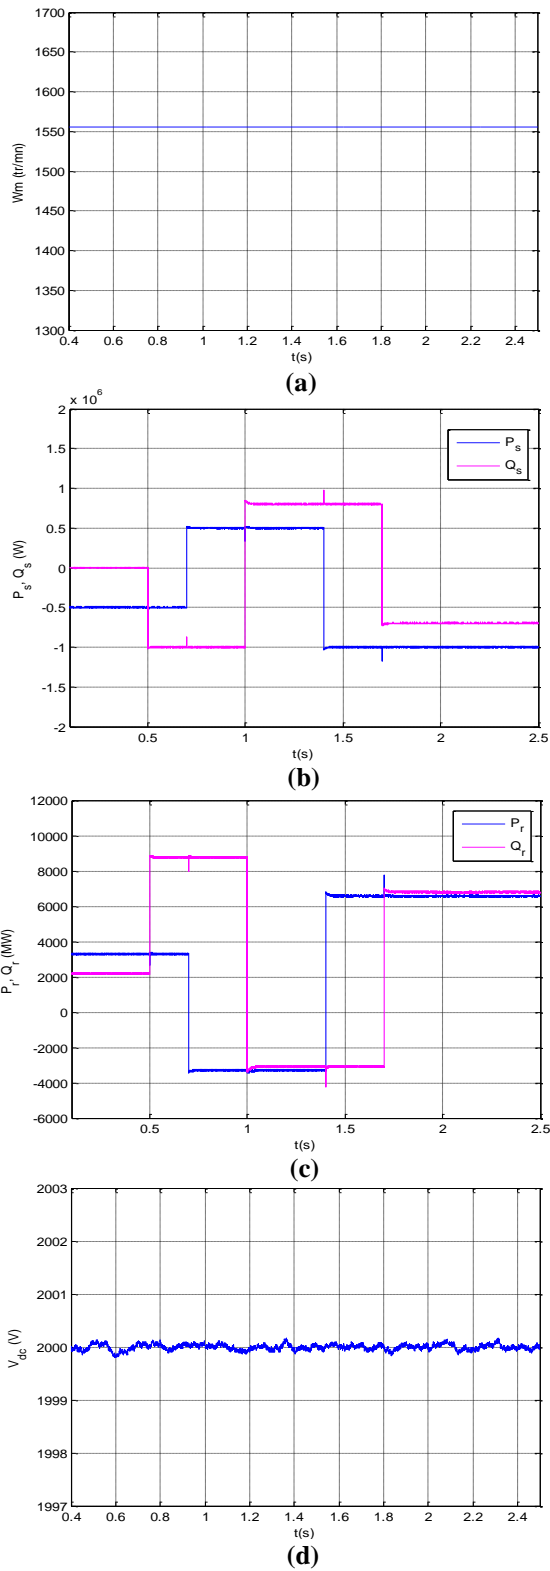 1700
1650
1600
1550
1500
1450
1400
1350
1300
Wm (tr/mn)
0.4 0.6 0.8 1 1.2 1.4 1.6 1.8 2 2.2 2.4
t(s)
(a)
x 10^6
2
1.5
1
0.5
0
-0.5
-1
-1.5
-2
P_s, Q_s (W)
P_s
Q_s
0.5 1 1.5 2 2.5
t(s)
(b)
12000
10000
8000
6000
4000
2000
0
-2000
-4000
-6000
P_r, Q_r (MW)
P_r
Q_r
0.5 1 1.5 2 2.5
t(s)
(c)
2003
2002
2001
2000
1999
1998
1997
V_dc (V)
0.4 0.6 0.8 1 1.2 1.4 1.6 1.8 2 2.2 2.4
t(s)
(d)